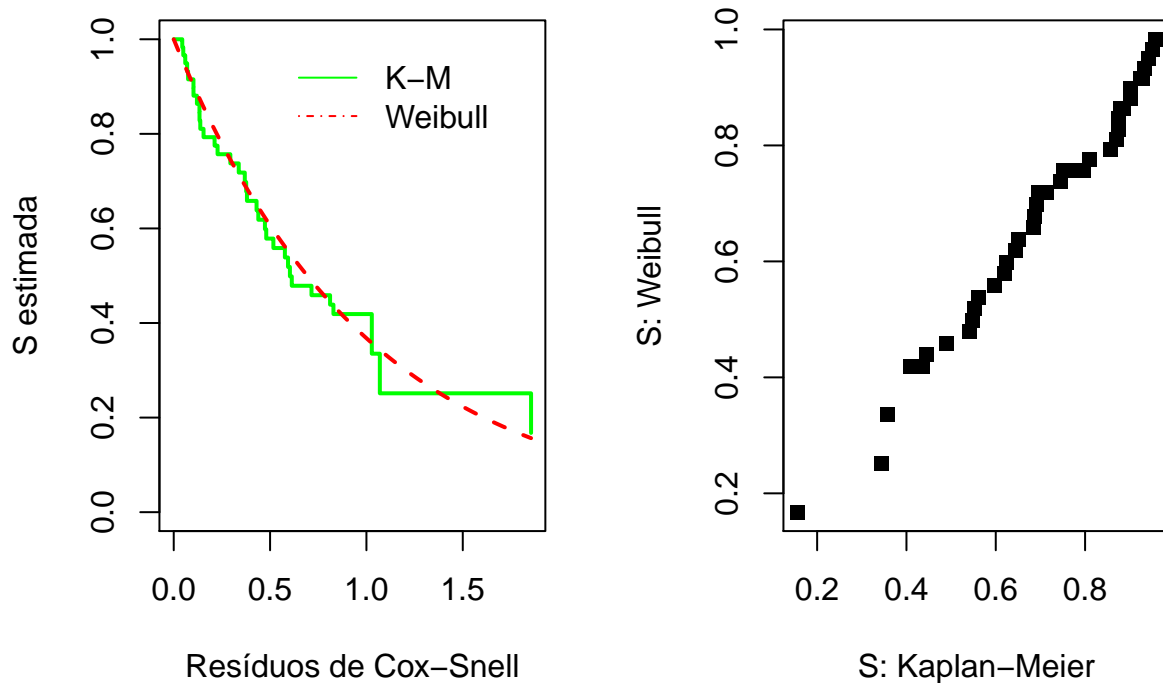 S estimada
1.0
0.8
0.6
0.4
0.2
0.0
K−M
Weibull
0.0 0.5 1.0 1.5
Resíduos de Cox−Snell
S: Weibull
1.0
0.8
0.6
0.4
0.2
0.2 0.4 0.6 0.8
S: Kaplan−Meier